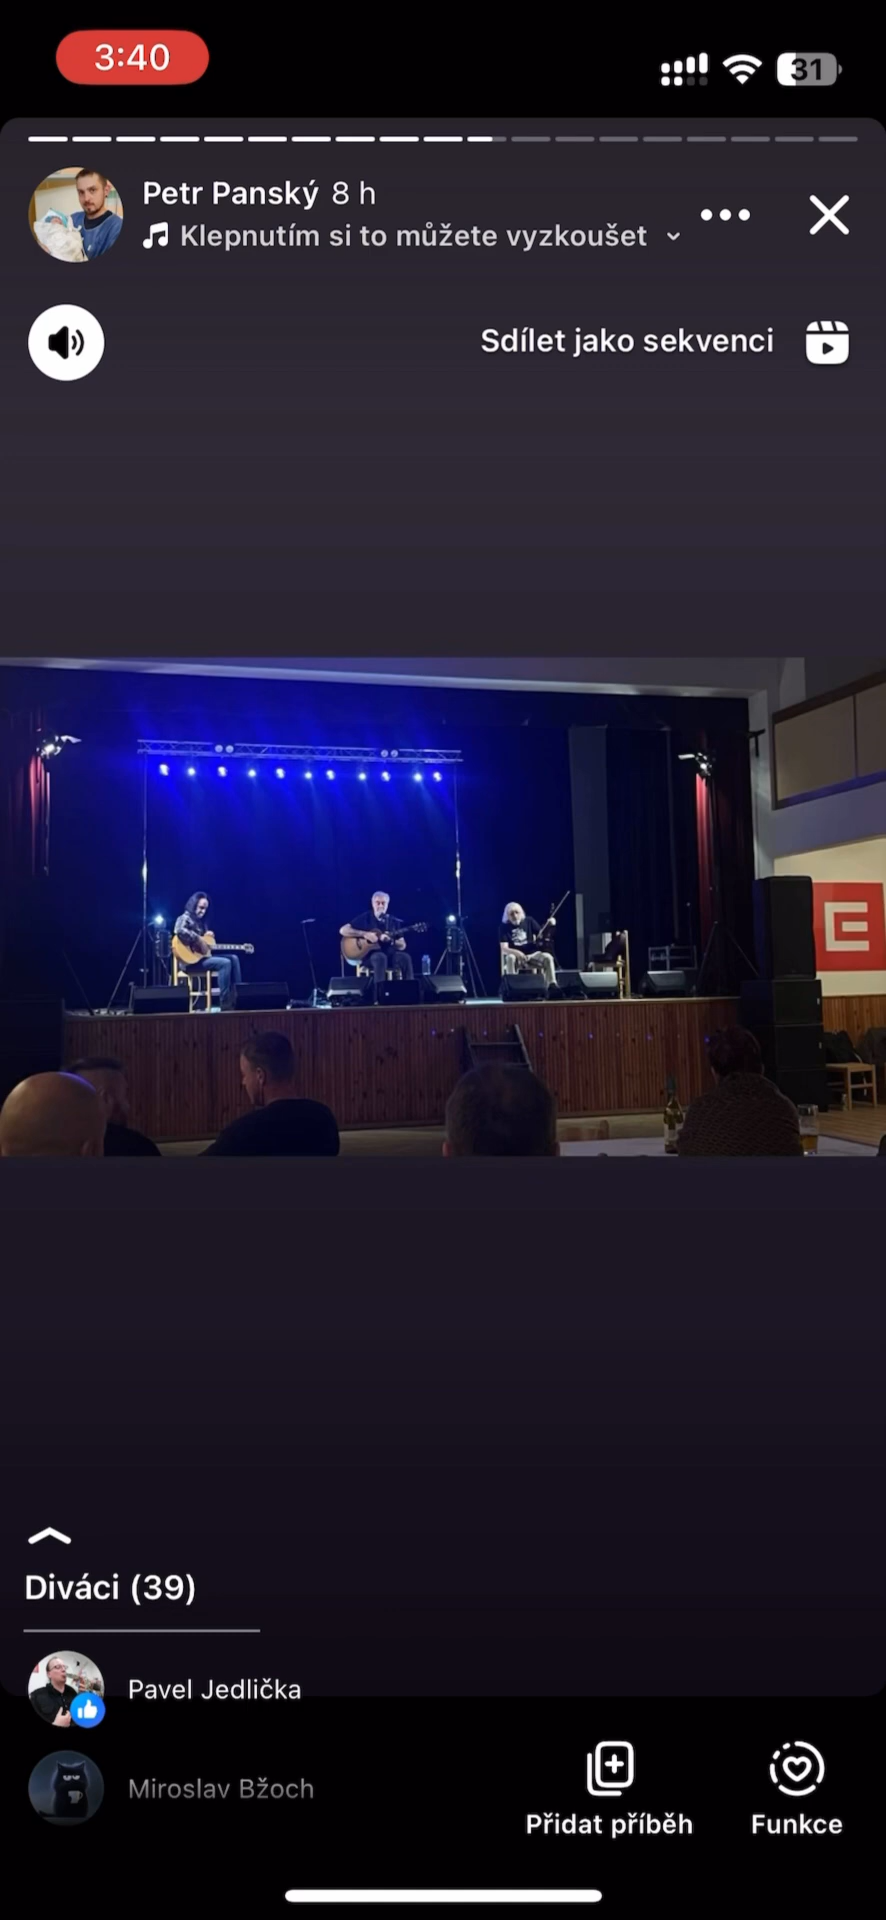 3:40
31
Petr Panský 8 h
Klepnutím si to můžete vyzkoušet
Sdílet jako sekvenci
Diváci (39)
Pavel Jedlička
Miroslav Bžoch
Přidat příběh
Funkce